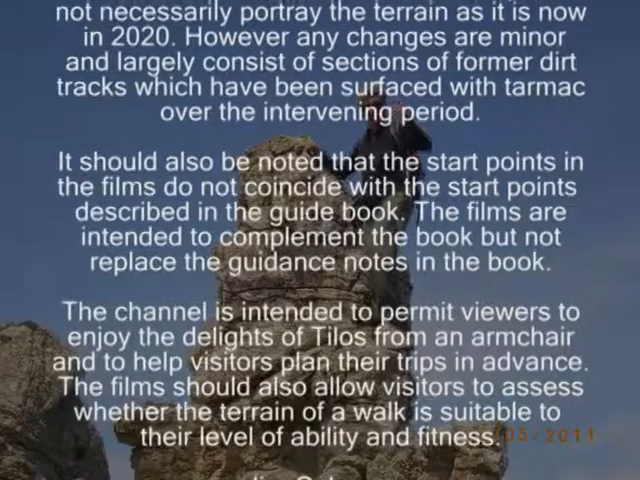 not necessarily portray the terrain as it is now
in 2020. However any changes are minor
and largely consist of sections of former dirt
tracks which have been surfaced with tarmac
over the intervening period.
It should also be noted that the start points in
the films do not coincide with the start points
described in the guide book. The films are
intended to complement the book but not
replace the guidance notes in the book.
The channel is intended to permit viewers to
enjoy the delights of Tilos from an armchair
and to help visitors plan their trips in advance.
The films should also allow visitors to assess
whether the terrain of a walk is suitable to
their level of ability and fitness.